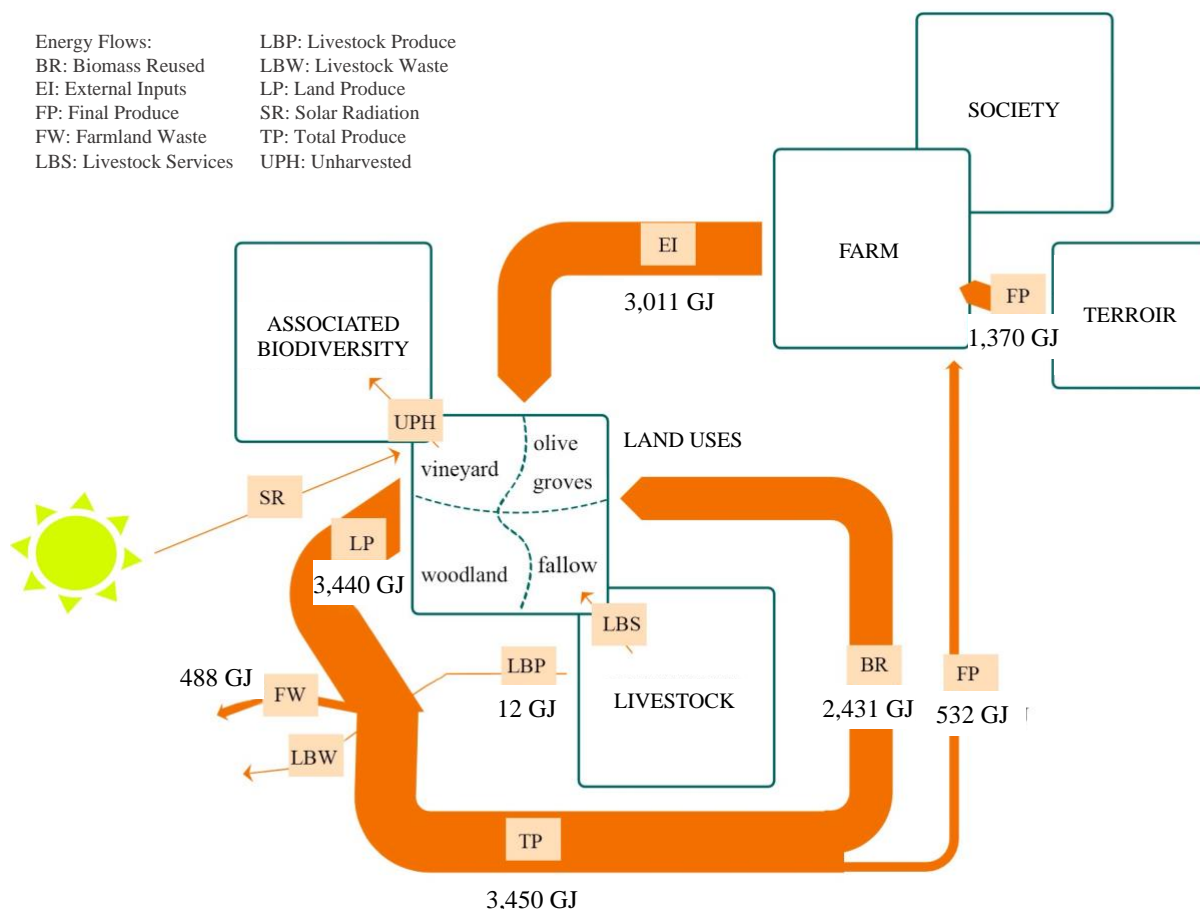 Energy Flows:
BR: Biomass Reused
EI: External Inputs
FP: Final Produce
FW: Farmland Waste
LBS: Livestock Services
LBP: Livestock Produce
LBW: Livestock Waste
LP: Land Produce
SR: Solar Radiation
TP: Total Produce
UPH: Unharvested
SOCIETY
FARM
EI
3,011 GJ
FP
1,370 GJ
TERROIR
ASSOCIATED
BIODIVERSITY
UPH
LAND USES
vineyard
olive
groves
SR
LP
3,440 GJ
woodland
fallow
LBS
LBP
12 GJ
LIVESTOCK
BR
2,431 GJ
FP
532 GJ
488 GJ
FW
LBW
TP
3,450 GJ